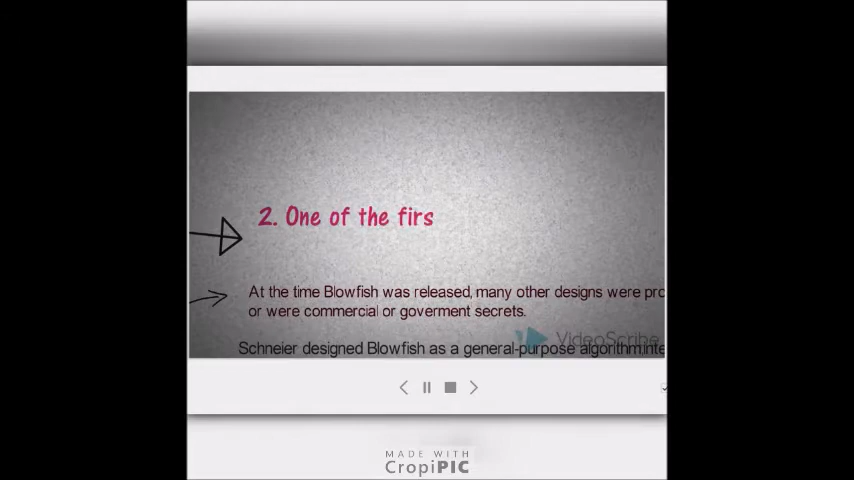 2. One of the firs
At the time Blowfish was released, many other designs were pro
or were commercial or goverment secrets.
VideoScribe
Schneier designed Blowfish as a general-purpose algorithm,inte
MADE WITH
CropiPIC